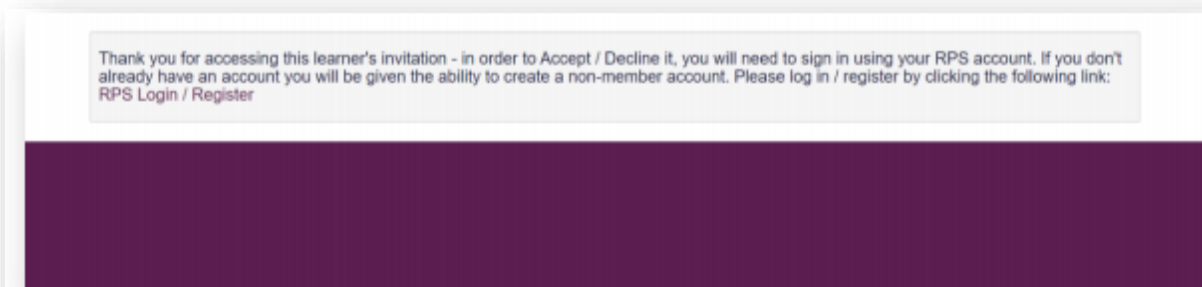 Thank you for accessing this learner's invitation - in order to Accept / Decline it, you will need to sign in using your RPS account. If you don't
already have an account you will be given the ability to create a non-member account. Please log in / register by clicking the following link:
RPS Login / Register